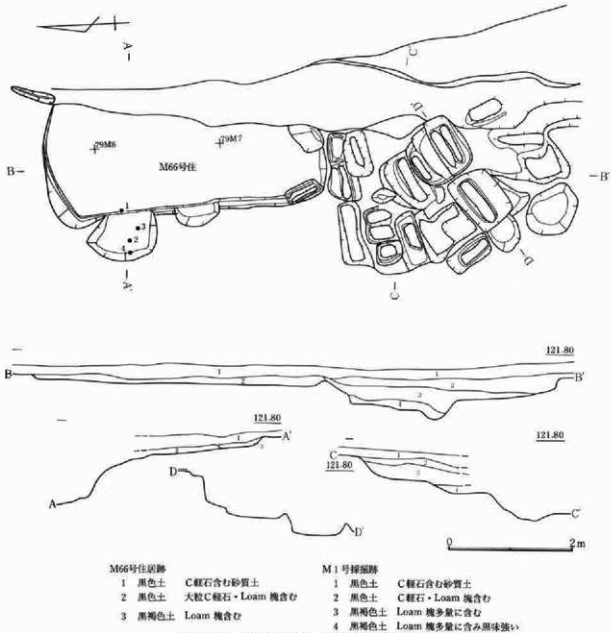 A
C
79M8
79M7
D
B
M66号住
B'
1
3
2
4
D'
A'
C
121.80
B
1
1
2
2
3
B'
121.80
121.80
A'
C
121.80
D
A
D'
C'
0
2m
M66号住居跡
1 黒色土 C軽石含む砂質土
2 黒色土 大粒C軽石・Loam 塊含む
3 黒褐色土 Loam 塊含む
M1号採掘跡
1 黒色土 C軽石含む砂質土
2 黒色土 C軽石・Loam 塊含む
3 黒褐色土 Loam 塊多量に含む
4 黒褐色土 Loam 塊多量に含み黒味強い